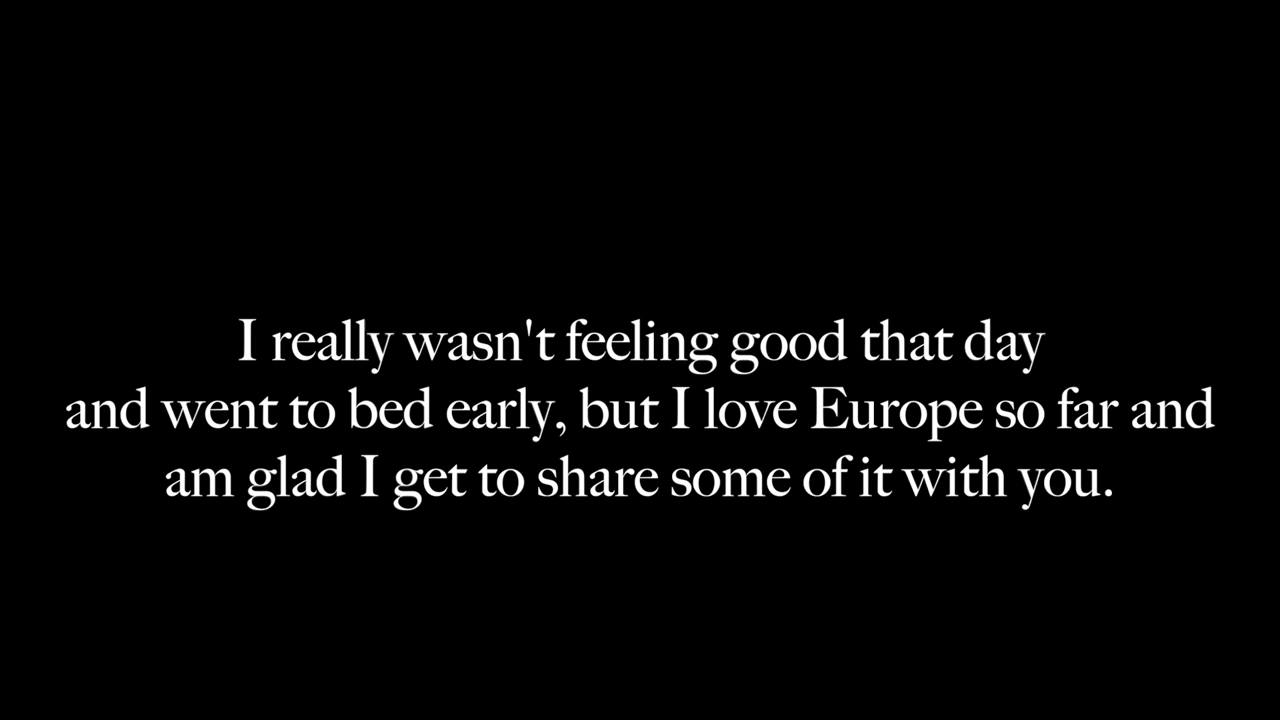 I really wasn't feeling good that day
and went to bed early, but I love Europe so far and
am glad I get to share some of it with you.